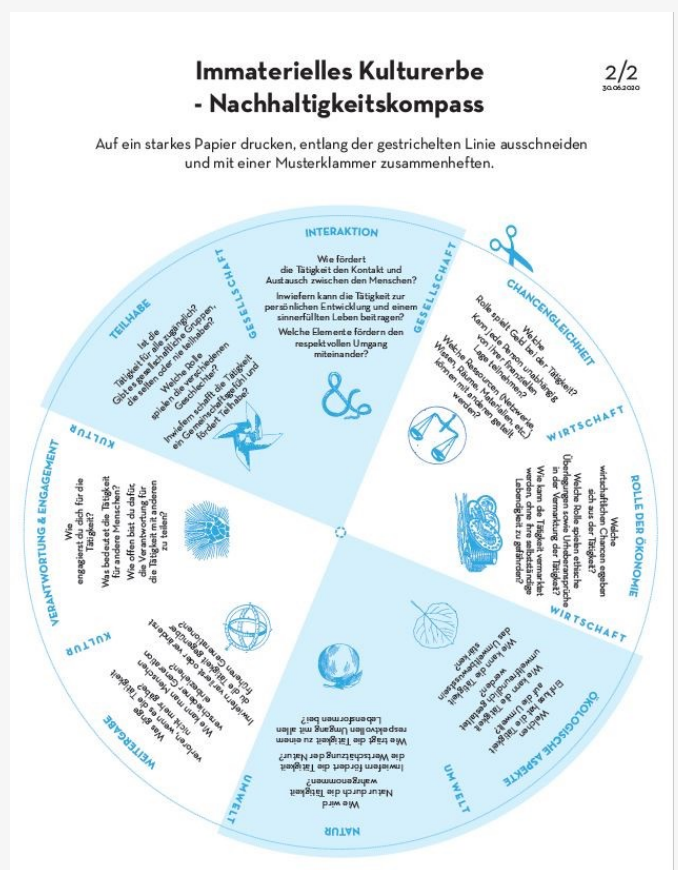 Immaterielles Kulturerbe
- Nachhaltigkeitskompass
2/2
30.06.2020
Auf ein starkes Papier drucken, entlang der gestrichelten Linie ausschneiden
und mit einer Musterklammer zusammenheften.
INTERAKTION
Wie fördert
die Tätigkeit den Kontakt und
Austausch zwischen den Menschen?
Inwiefern kann die Tätigkeit zur
persönlichen Entwicklung und einem
sinnerfüllten Leben beitragen?
Welche Elemente fördern den
respektvollen Umgang
miteinander?
GESELLSCHAFT
CHANCENGLEICHHEIT
Welche
Rolle spielt Geld bei der Tätigkeit?
Kann jede Person unabhängig
von ihrer finanziellen
Lage teilnehmen?
Welche Ressourcen, (Netzwerke,
Wissen, Räume, Materialien, etc.)
können mit anderen geteilt
werden?
WIRTSCHAFT
ROLLE DER ÖKONOMIE
Welche
wirtschaftlichen Chancen ergeben
sich aus der Tätigkeit?
Welche Rolle spielen ethische
Überlegungen sowie Urheberansprüche
in der Vermarktung der Tätigkeit?
Wie kann die Tätigkeit vermarktet
werden, ohne ihre selbstständige
Lebendigkeit zu gefährden?
WIRTSCHAFT
ÖKOLOGISCHE ASPEKTE
Welchen
Einfluss hat die Tätigkeit
auf die Umwelt?
Wie kann die Tätigkeit
umweltfreundlich gestaltet
werden?
Wie kann die Tätigkeit
das Umweltbewusstsein
stärken?
UMWELT
NATUR
Wie wird
Natur durch die Tätigkeit
wahrgenommen?
Inwiefern fördert die Tätigkeit
die Wertschätzung der Natur?
Wie trägt die Tätigkeit zu einem
respektvollen Umgang mit allen
Lebensformen bei?
UMWELT
WEITERGABE
Was ginge
verloren, wenn es die Tätigkeit
nicht mehr gäbe?
Wie kann man Menschen
verschiedener Generation
einbeziehen?
Inwiefern verändert oder veränderst
du die Tätigkeit gegenüber
früheren Generationen?
KULTUR
VERANTWORTUNG & ENGAGEMENT
Wie
engagierst du dich für die
Tätigkeit?
Was bedeutet die Tätigkeit
für andere Menschen?
Wie offen bist du dafür,
die Verantwortung für
die Tätigkeit mit anderen
zu teilen?
KULTUR
TEILHABE
Ist die
Tätigkeit für alle zugänglich?
Gibt es gesellschaftliche Gruppen,
die selten oder nie teilhaben?
Welche Rolle
spielen die verschiedenen
Geschlechter?
Inwiefern schafft die Tätigkeit
ein Gemeinschaftsgefühl und
fördert Teilhabe?
GESELLSCHAFT